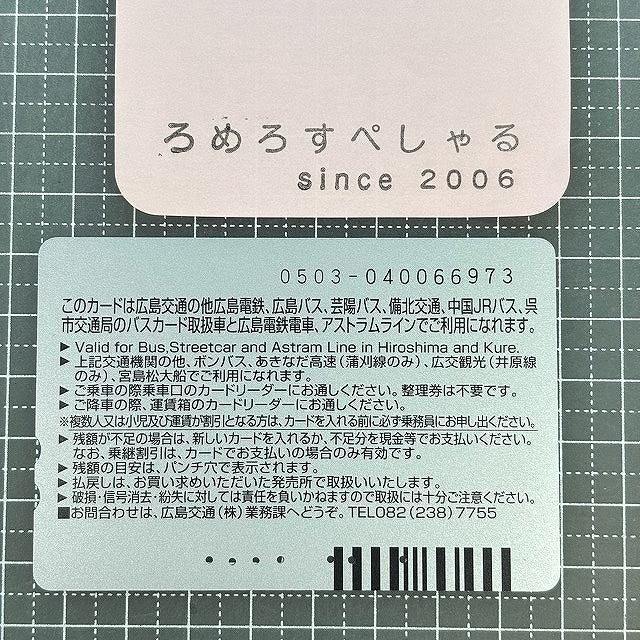 ろめろすぺしゃる
since 2006
0503-040066973
このカードは広島交通の他広島電鉄、広島バス、芸陽バス、備北交通、中国JRバス、呉
市交通局のバスカード取扱車と広島電鉄電車、アストラムラインでご利用になれます。
▶Valid for Bus,Streetcar and Astram Line in Hiroshima and Kure.
▶上記交通機関の他、ボンバス、あきなだ高速(蒲刈線のみ)、広交観光(井原線
のみ)、宮島松大船でご利用になれます。
▶ご乗車の際乗車口のカードリーダーにお通しください。整理券は不要です。
▶ご降車の際、運賃箱のカードリーダーにお通しください。
※複数人又は小児及び運賃が割引となる方は、カードを入れる前に必ず乗務員にお申し出ください。
▶残額が不足の場合は、新しいカードを入れるか、不足分を現金等でお支払いください。
なお、乗継割引は、カードでお支払いの場合のみ有効です。
▶残額の目安は、パンチ穴で表示されます。
▶払戻しは、お買い求めいただいた発売所で取扱いいたします。
▶破損・信号消去・紛失に対しては責任を負いかねますので取扱には十分ご注意ください。
■お問合わせは、広島交通(株)業務課へどうぞ。TEL082(238)7755